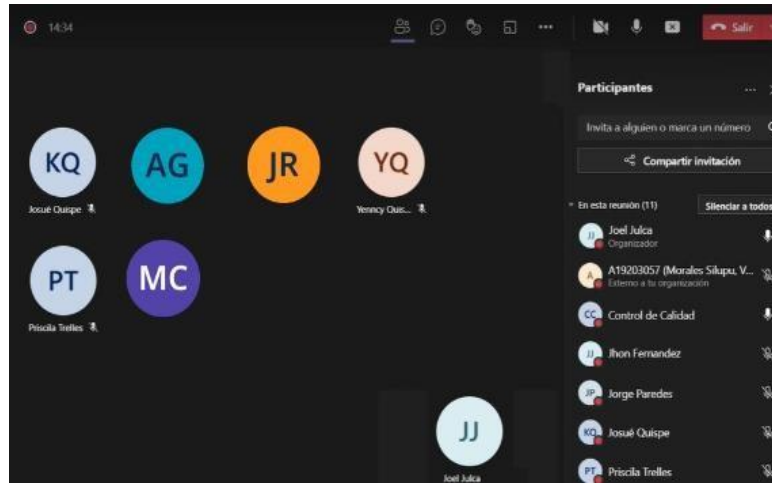 14:34
Salir
Participantes
Invita a alguien o marca un número
Compartir invitación
En esta reunión (11)
Silenciar a todos
KQ
AG
JR
YQ
Josué Quispe
Yenncy Quis...
PT
MC
Priscila Trelles
JJ
Joel Julca
JJ
Joel Julca
Organizador
A
A19203057 (Morales Silupu, V...
Externo a tu organización
CC
Control de Calidad
JJ
Jhon Fernandez
JP
Jorge Paredes
KQ
Josué Quispe
PT
Priscila Trelles